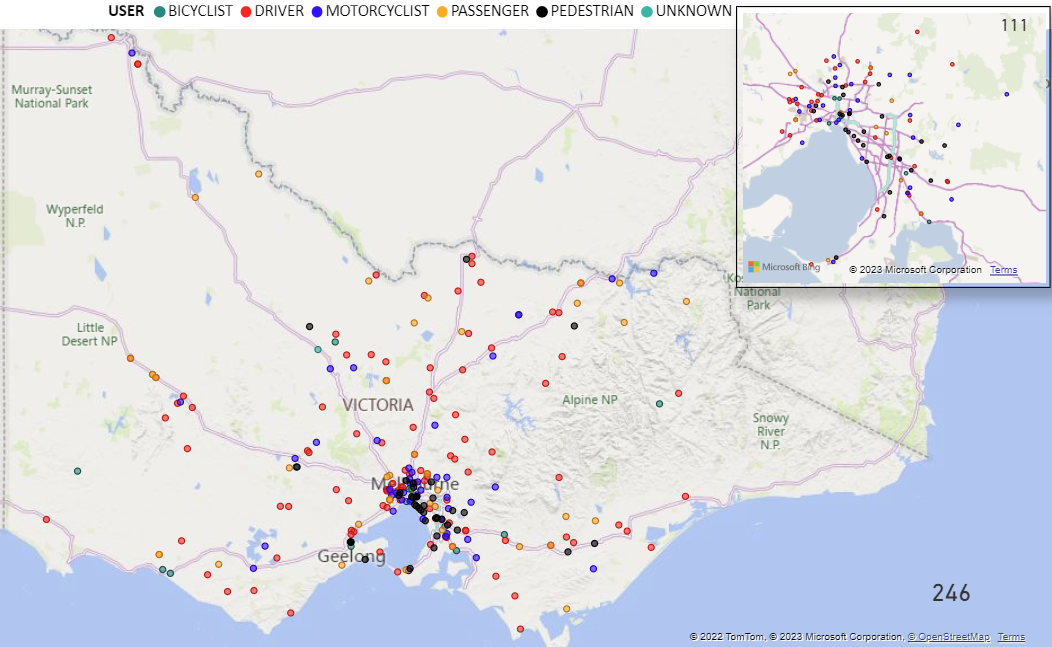 USER BICYCLIST DRIVER MOTORCYCLIST PASSENGER PEDESTRIAN UNKNOWN
111
Murray-Sunset
National Park
Wyperfeld
N.P.
Microsoft Bing
© 2023 Microsoft Corporation Terms
National
Park
Little
Desert NP
VICTORIA
Alpine NP
Snowy
River
N.P.
Melbourne
Geelong
246
© 2022 TomTom, © 2023 Microsoft Corporation, © OpenStreetMap Terms